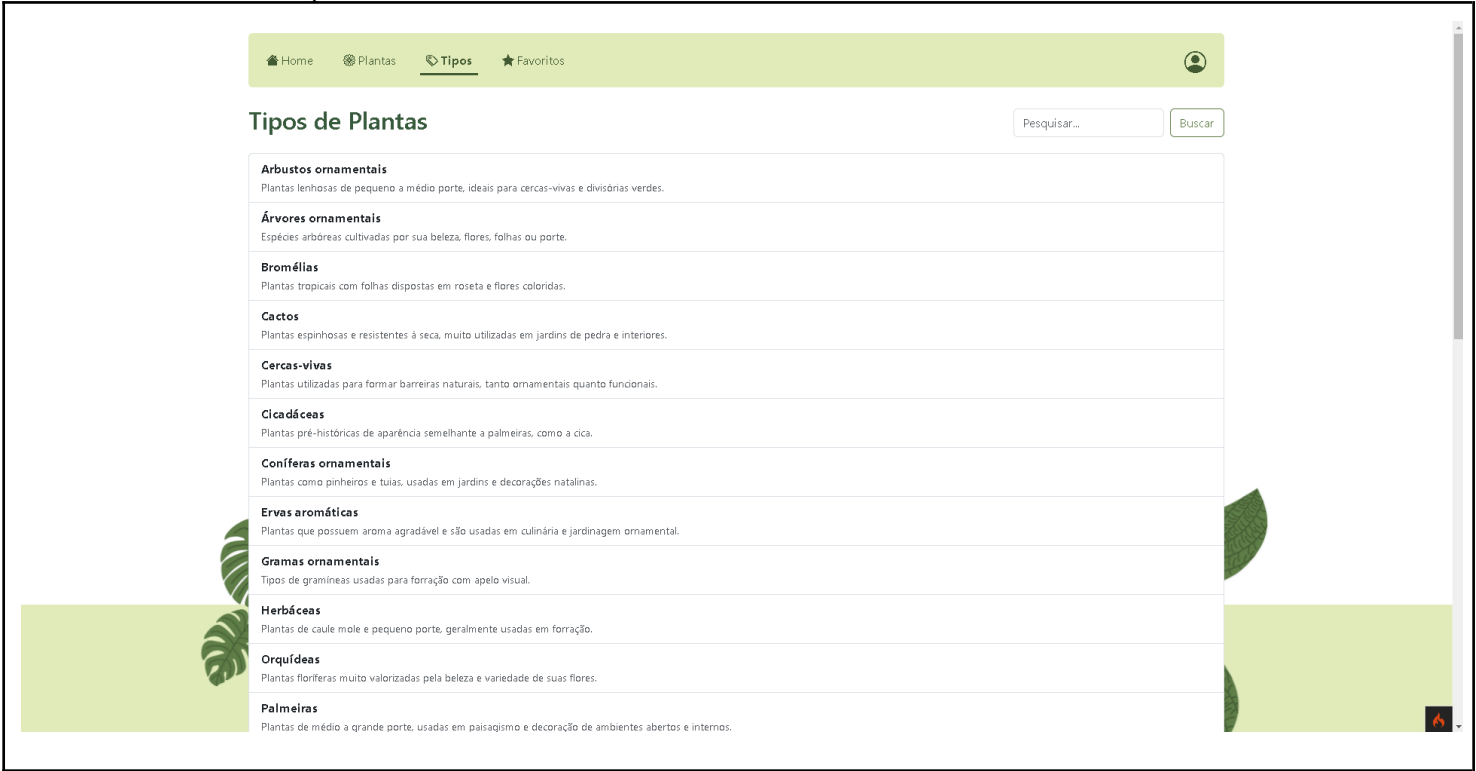 Home Plantas Tipos Favoritos
Tipos de Plantas
Pesquisar... Buscar
Arbustos ornamentais
Plantas lenhosas de pequeno a médio porte, ideais para cercas-vivas e divisórias verdes.
Árvores ornamentais
Espécies arbóreas cultivadas por sua beleza, flores, folhas ou porte.
Bromélias
Plantas tropicais com folhas dispostas em roseta e flores coloridas.
Cactos
Plantas espinhosas e resistentes à seca, muito utilizadas em jardins de pedra e interiores.
Cercas-vivas
Plantas utilizadas para formar barreiras naturais, tanto ornamentais quanto funcionais.
Cicadáceas
Plantas pré-históricas de aparência semelhante a palmeiras, como a cica.
Coníferas ornamentais
Plantas como pinheiros e tuias, usadas em jardins e decorações natalinas.
Ervas aromáticas
Plantas que possuem aroma agradável e são usadas em culinária e jardinagem ornamental.
Gramas ornamentais
Tipos de gramíneas usadas para forração com apelo visual.
Herbáceas
Plantas de caule mole e pequeno porte, geralmente usadas em forração.
Orquídeas
Plantas floríferas muito valorizadas pela beleza e variedade de suas flores.
Palmeiras
Plantas de médio a grande porte, usadas em paisagismo e decoração de ambientes abertos e internos.